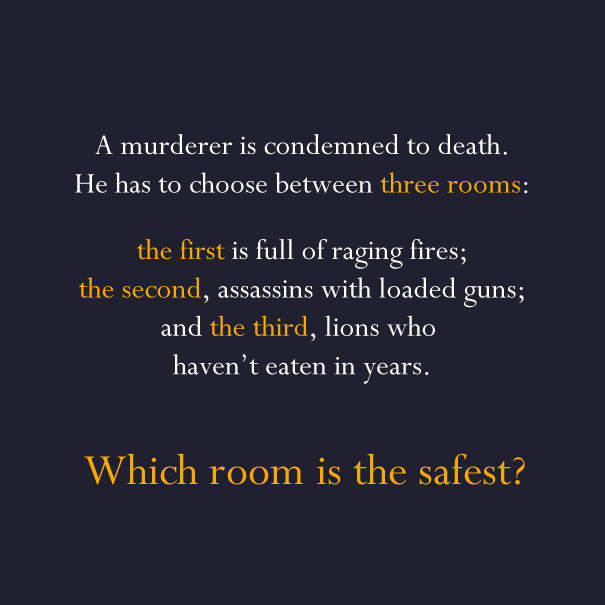 A murderer is condemned to death.
He has to choose between three rooms:
the first is full of raging fires;
the second, assassins with loaded guns;
and the third, lions who
haven’t eaten in years.
Which room is the safest?